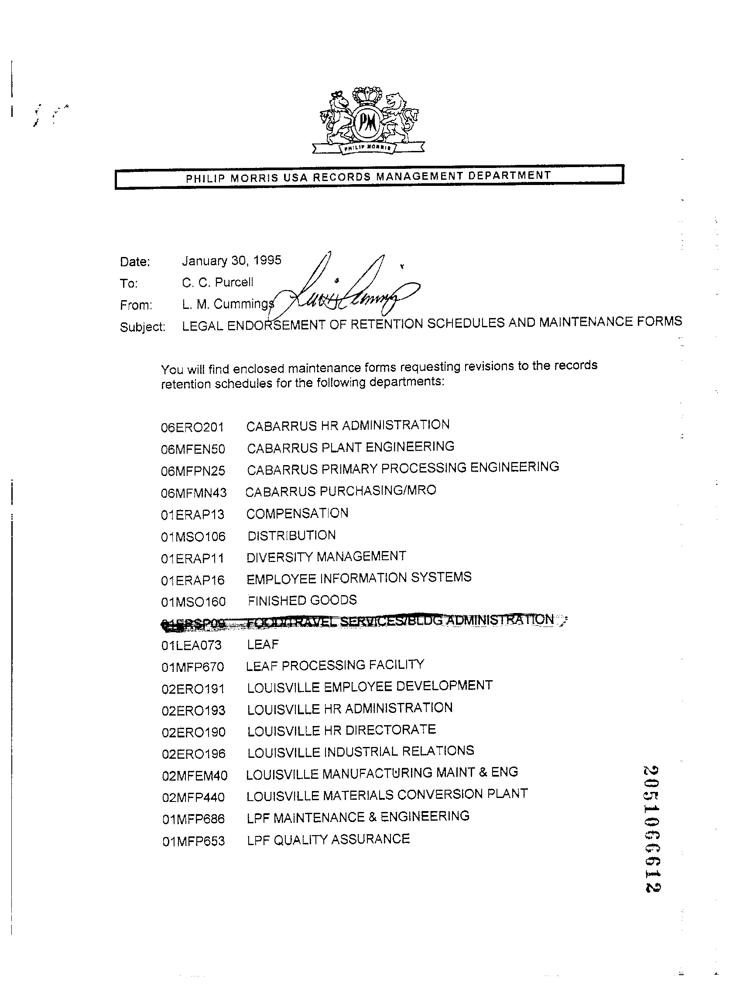 PM
PHILIP MORRIS
PHILIP MORRIS USA RECORDS MANAGEMENT DEPARTMENT
Date: January 30, 1995
To: C. C. Purcell
From: L. M. Cummings
Subject: LEGAL ENDORSEMENT OF RETENTION SCHEDULES AND MAINTENANCE FORMS
You will find enclosed maintenance forms requesting revisions to the records
retention schedules for the following departments:
06ERO201 CABARRUS HR ADMINISTRATION
06MFEN50 CABARRUS PLANT ENGINEERING
06MFPN25 CABARRUS PRIMARY PROCESSING ENGINEERING
06MFMN43 CABARRUS PURCHASING/MRO
01ERAP13 COMPENSATION
01MSO106 DISTRIBUTION
01ERAP11 DIVERSITY MANAGEMENT
01ERAP16 EMPLOYEE INFORMATION SYSTEMS
01MSO160 FINISHED GOODS
01ERSP09 FOOD/TRAVEL SERVICES/BLDG ADMINISTRATION
01LEA073 LEAF
01MFP670 LEAF PROCESSING FACILITY
02ERO191 LOUISVILLE EMPLOYEE DEVELOPMENT
02ERO193 LOUISVILLE HR ADMINISTRATION
02ERO190 LOUISVILLE HR DIRECTORATE
02ERO196 LOUISVILLE INDUSTRIAL RELATIONS
02MFEM40 LOUISVILLE MANUFACTURING MAINT & ENG
02MFP440 LOUISVILLE MATERIALS CONVERSION PLANT
01MFP686 LPF MAINTENANCE & ENGINEERING
01MFP653 LPF QUALITY ASSURANCE
2051066612